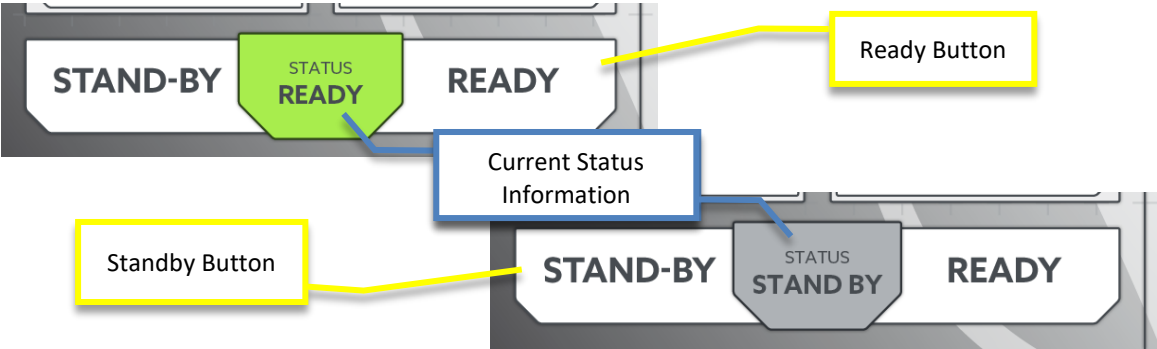 STAND-BY
STATUS
READY
READY
Ready Button
Current Status
Information
Standby Button
STAND-BY
STATUS
STAND BY
READY